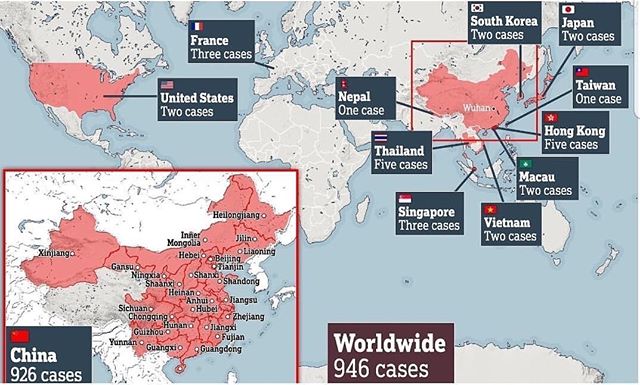 South Korea
Two cases
Japan
Two cases
France
Three cases
United States
Two cases
Nepal
One case
Wuhan
Taiwan
One case
Hong Kong
Five cases
Thailand
Five cases
Macau
Two cases
Singapore
Three cases
Vietnam
Two cases
Heilongjiang
Inner
Mongolia
Jilin
Xinjiang
Hebei
Liaoning
Beijing
Gansu
Tianjin
Ningxia
Shanxi
Shaanxi
Shandong
Heinan
Anhui
Jiangsu
Sichuan
Hubei
Chongqing
Zhejiang
Hunan
Jiangxi
Guizhou
Fujian
Yunnan
Guangxi
Guangdong
China
926 cases
Worldwide
946 cases